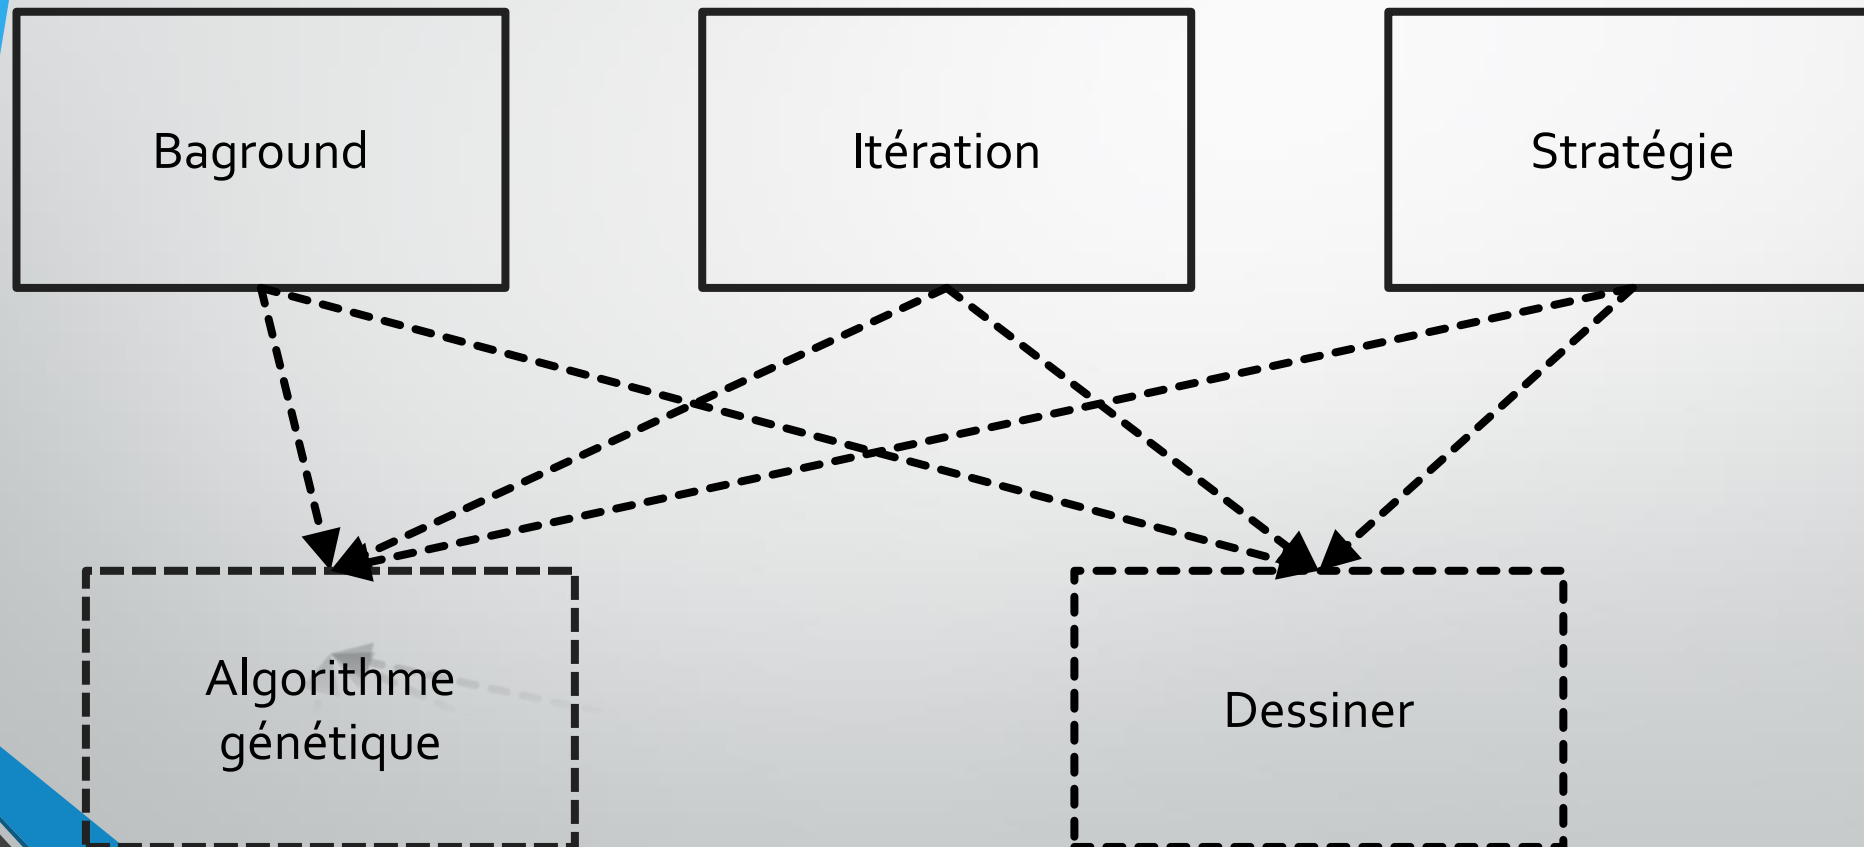 Baground
Itération
Stratégie
Algorithme
génétique
Dessiner